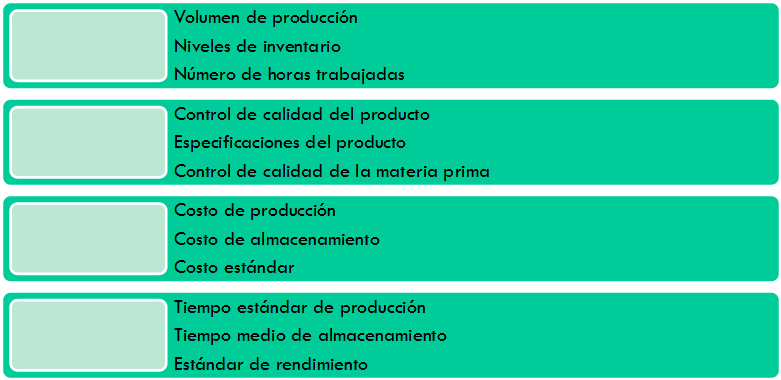 Volumen de producción
Niveles de inventario
Número de horas trabajadas
Control de calidad del producto
Especificaciones del producto
Control de calidad de la materia prima
Costo de producción
Costo de almacenamiento
Costo estándar
Tiempo estándar de producción
Tiempo medio de almacenamiento
Estándar de rendimiento